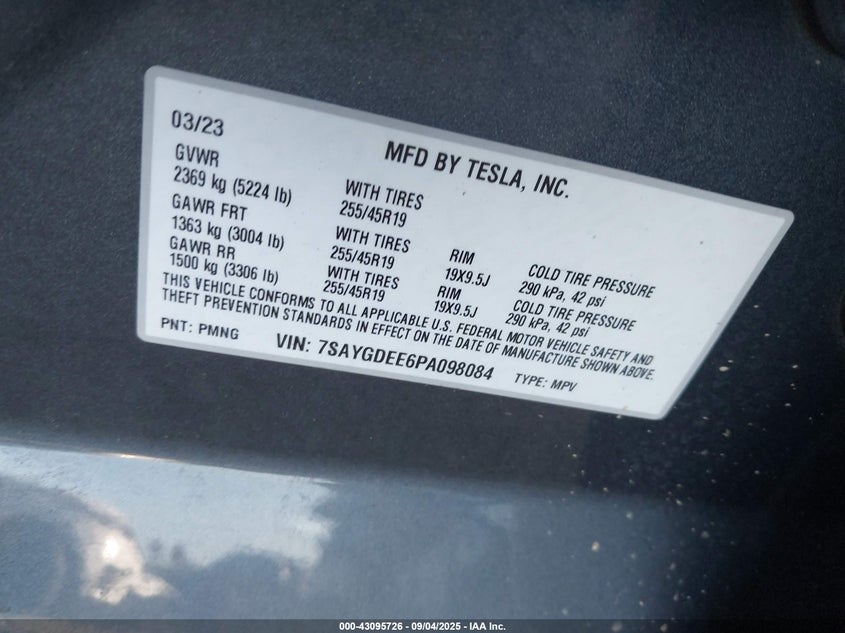 03/23
MFD BY TESLA, INC.
GVWR
2369 kg (5224 lb)
WITH TIRES
255/45R19
GAWR FRT
1363 kg (3004 lb)
WITH TIRES
255/45R19
RIM
19X9.5J
COLD TIRE PRESSURE
290 kPa, 42 psi
GAWR RR
1500 kg (3306 lb)
WITH TIRES
255/45R19
RIM
19X9.5J
COLD TIRE PRESSURE
290 kPa, 42 psi
THIS VEHICLE CONFORMS TO ALL APPLICABLE U.S. FEDERAL MOTOR VEHICLE SAFETY AND
THEFT PREVENTION STANDARDS IN EFFECT ON THE DATE OF MANUFACTURE SHOWN ABOVE.
PNT: PMNG VIN: 7SAYGDEE6PA098084 TYPE: MPV
000-43095726 - 09/04/2025 - IAA Inc.